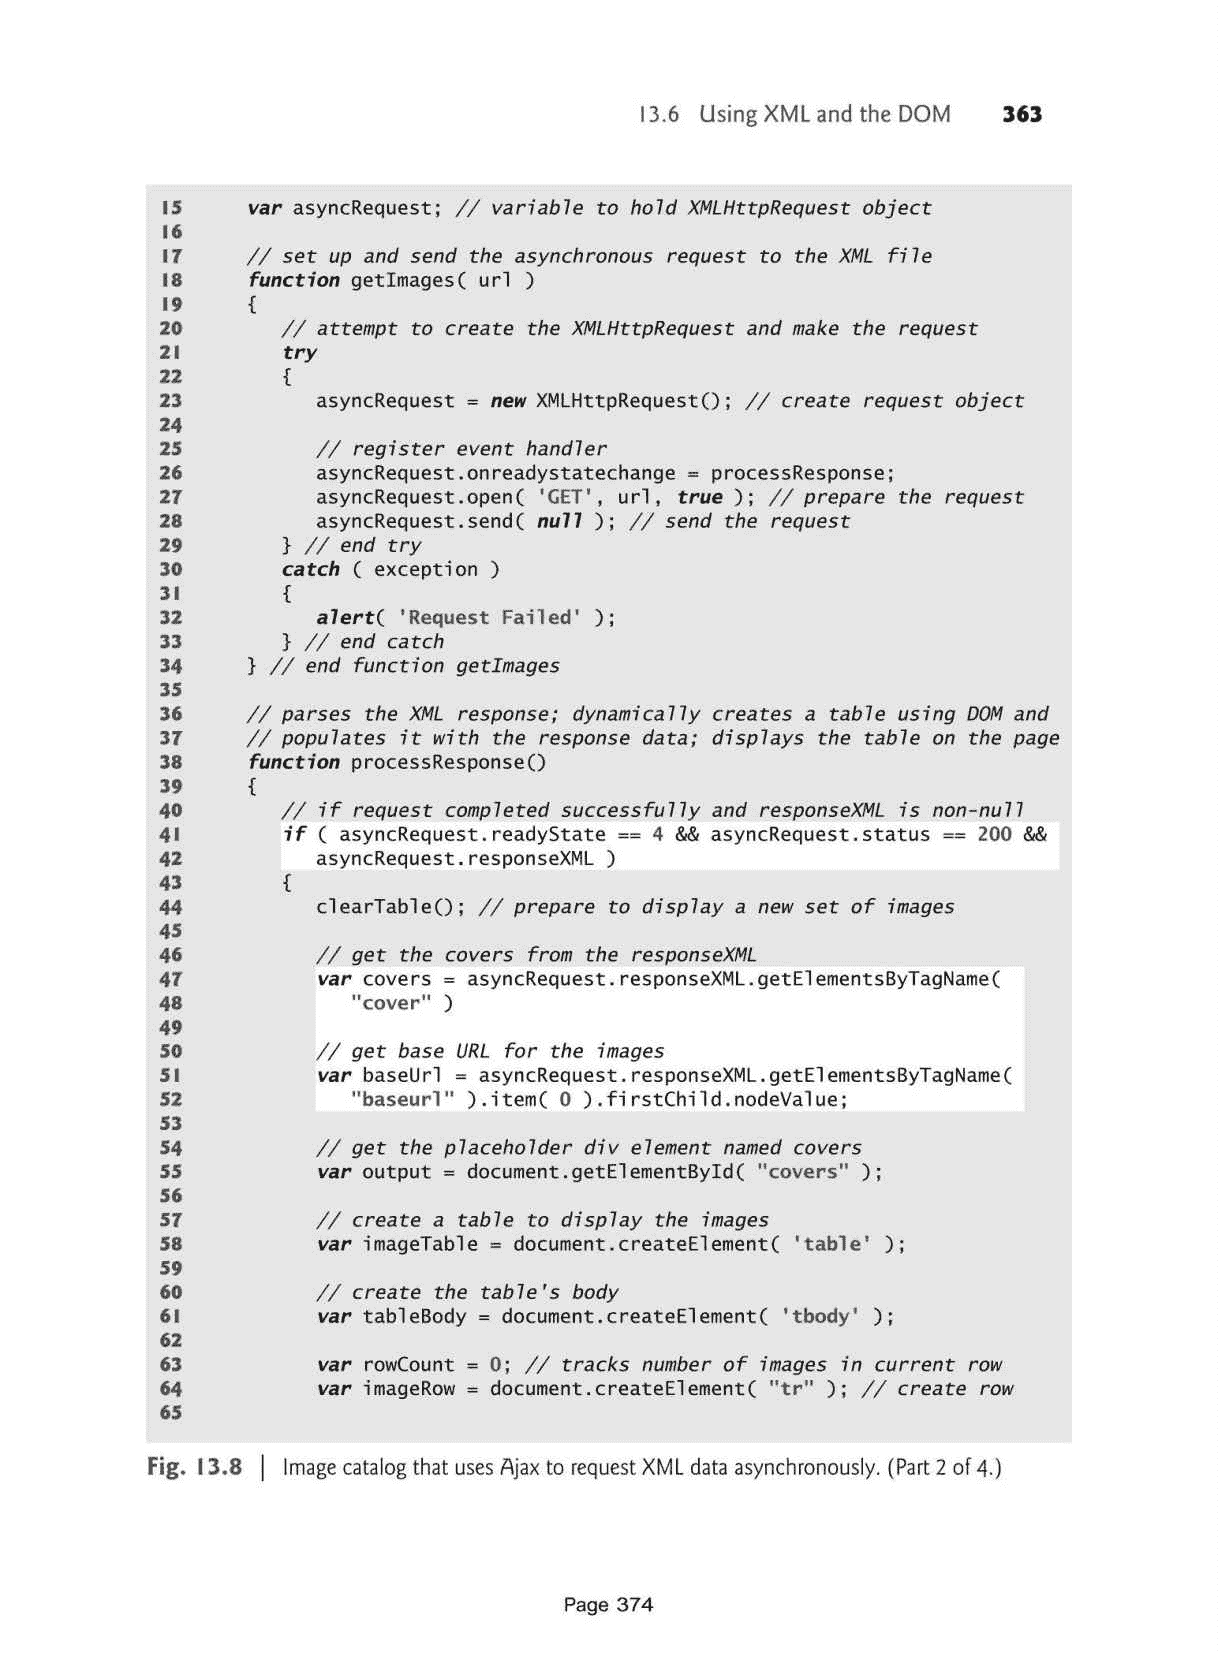 13.6 Using XML and the DOM 363
15 var asyncRequest; // variable to hold XMLHttpRequest object
16
17 // set up and send the asynchronous request to the XML file
18 function getImages( url )
19 {
20 // attempt to create the XMLHttpRequest and make the request
21 try
22 {
23 asyncRequest = new XMLHttpRequest(); // create request object
24
25 // register event handler
26 asyncRequest.onreadystatechange = processResponse;
27 asyncRequest.open( 'GET', url, true ); // prepare the request
28 asyncRequest.send( null ); // send the request
29 } // end try
30 catch ( exception )
31 {
32 alert( 'Request Failed' );
33 } // end catch
34 } // end function getImages
35
36 // parses the XML response; dynamically creates a table using DOM and
37 // populates it with the response data; displays the table on the page
38 function processResponse()
39 {
40 // if request completed successfully and responseXML is non-null
41 if ( asyncRequest.readyState == 4 && asyncRequest.status == 200 &&
42 asyncRequest.responseXML )
43 {
44 clearTable(); // prepare to display a new set of images
45
46 // get the covers from the responseXML
47 var covers = asyncRequest.responseXML.getElementsByTagName(
48 "cover" )
49
50 // get base URL for the images
51 var baseUrl = asyncRequest.responseXML.getElementsByTagName(
52 "baseurl" ).item( 0 ).firstChild.nodeValue;
53
54 // get the placeholder div element named covers
55 var output = document.getElementById( "covers" );
56
57 // create a table to display the images
58 var imageTable = document.createElement( 'table' );
59
60 // create the table's body
61 var tableBody = document.createElement( 'tbody' );
62
63 var rowCount = 0; // tracks number of images in current row
64 var imageRow = document.createElement( "tr" ); // create row
65
Fig. 13.8 | Image catalog that uses Ajax to request XML data asynchronously. (Part 2 of 4.)
Page 374